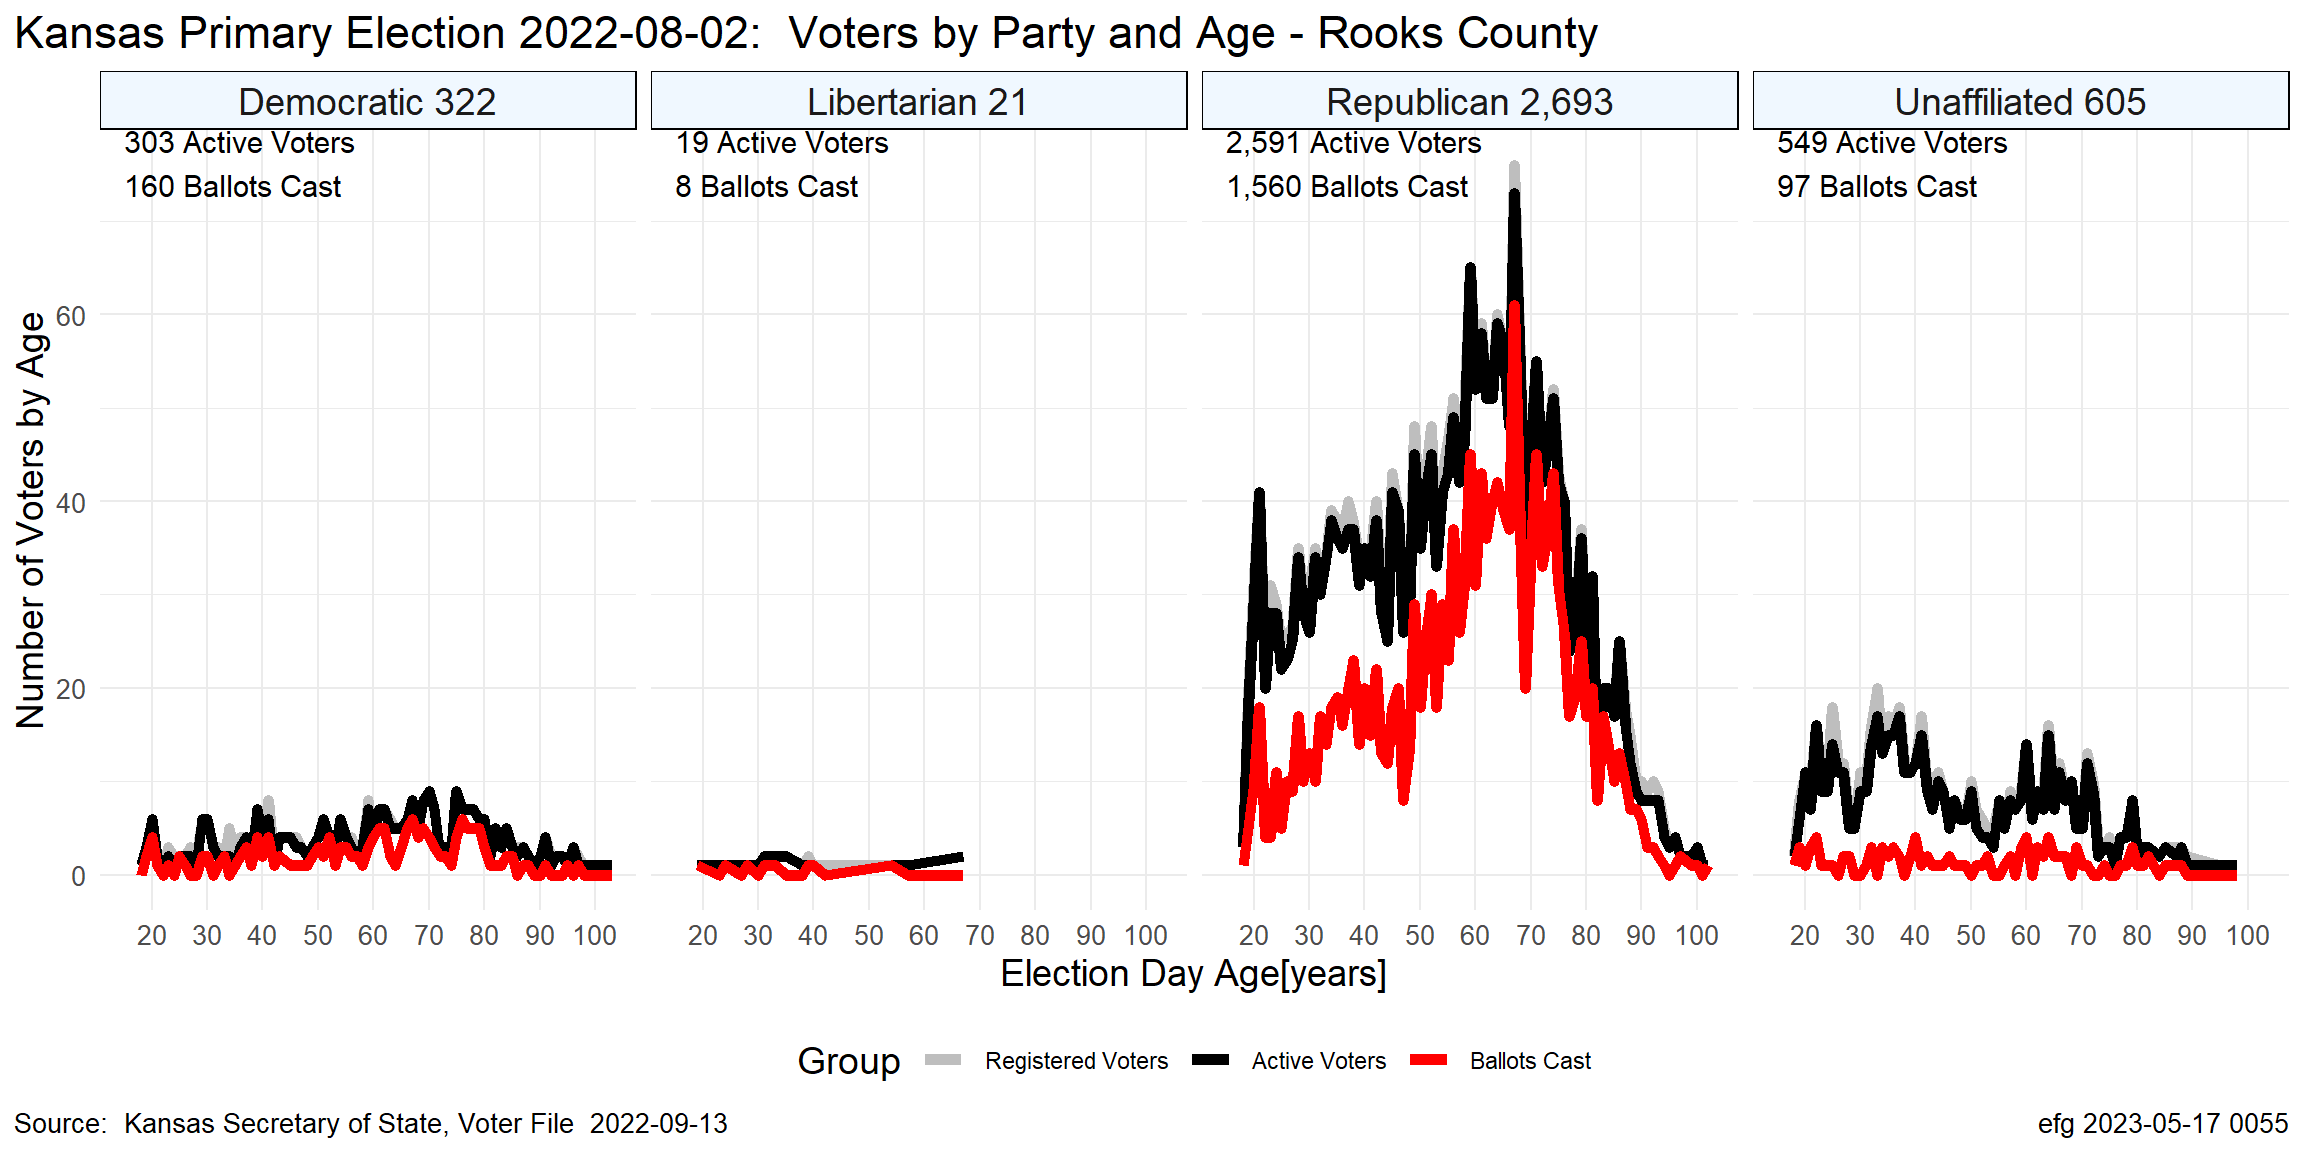 Kansas Primary Election 2022-08-02:  Voters by Party and Age - Rooks County
Democratic 322
Libertarian 21
Republican 2,693
Unaffiliated 605
303 Active Voters
160 Ballots Cast
19 Active Voters
8 Ballots Cast
2,591 Active Voters
1,560 Ballots Cast
549 Active Voters
97 Ballots Cast
Number of Voters by Age
60
40
20
0
20 30 40 50 60 70 80 90 100
20 30 40 50 60 70 80 90 100
20 30 40 50 60 70 80 90 100
20 30 40 50 60 70 80 90 100
Election Day Age[years]
Group Registered Voters Active Voters Ballots Cast
Source:  Kansas Secretary of State, Voter File  2022-09-13
efg 2023-05-17 0055